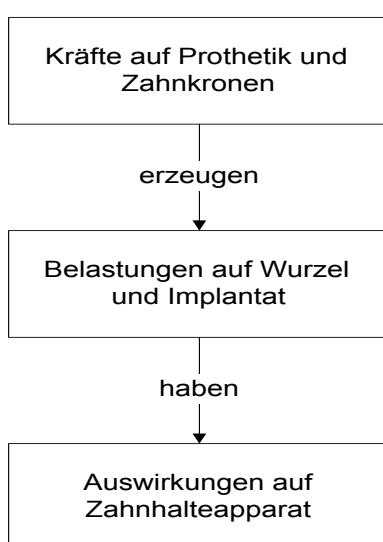 Kräfte auf Prothetik und
Zahnkronen
erzeugen
Belastungen auf Wurzel
und Implantat
haben
Auswirkungen auf
Zahnhalteapparat